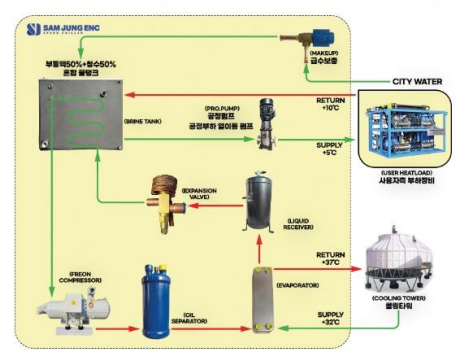 SAM JUNG ENC
SPEED CHILLER
(MAKEUP)
급수보충
부동액50%+청수50%
혼합 물탱크
CITY WATER
RETURN
+10℃
(BRINE TANK)
(PRO.PUMP)
공정펌프
공정부하 열이동 펌프
SUPPLY
+5℃
(USER HEATLOAD)
사용자측 부하장비
(EXPANSION
VALVE)
(LIQUID
RECEIVER)
RETURN
+37℃
(FREON
COMPRESSOR)
(OIL
SEPARATOR)
(EVAPORATOR)
(COOLING TOWER)
쿨링타워
SUPPLY
+32℃